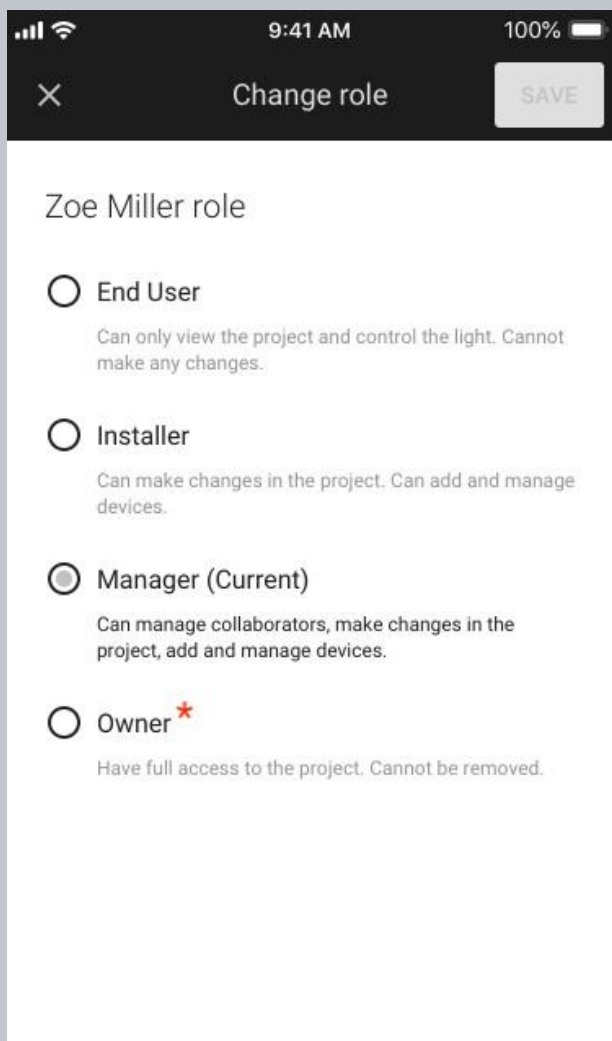 9:41 AM
100%
Change role
SAVE
Zoe Miller role
End User
Can only view the project and control the light. Cannot
make any changes.
Installer
Can make changes in the project. Can add and manage
devices.
Manager (Current)
Can manage collaborators, make changes in the
project, add and manage devices.
Owner *
Have full access to the project. Cannot be removed.